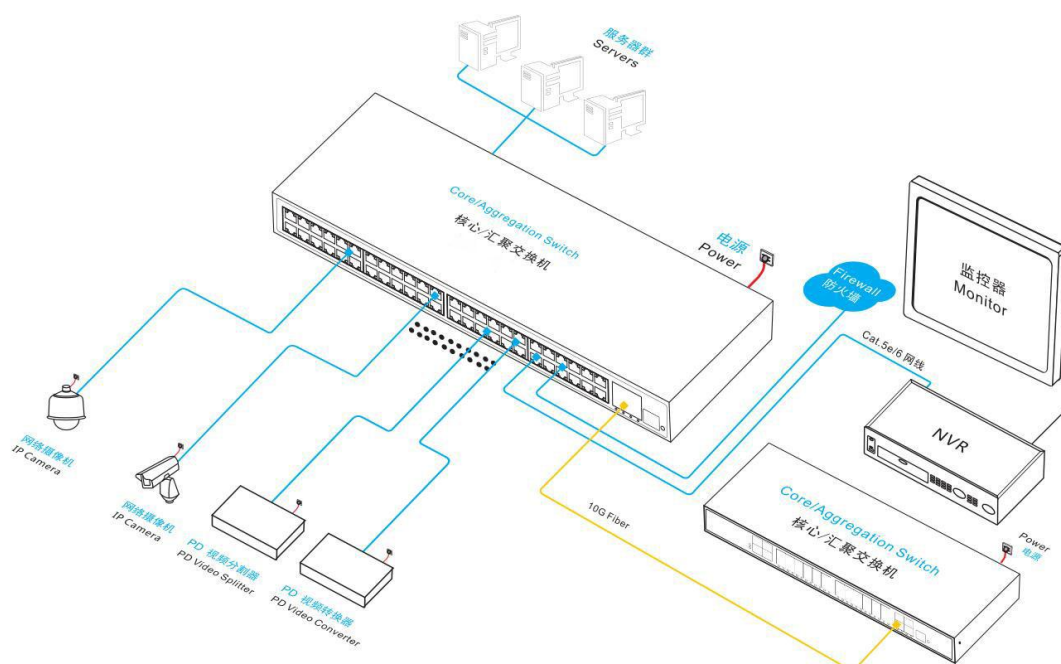 服务器群
Servers
Core/Aggregation Switch
核心/汇聚交换机
电源
Power
Firewall
防火墙
监控器
Monitor
Cat.5e/6 网线
NVR
网络摄像机
IP Camera
网络摄像机
IP Camera
PD 视频分割器
PD Video Splitter
PD 视频转换器
PD Video Converter
10G Fiber
Core/Aggregation Switch
核心/汇聚交换机
Power
电源